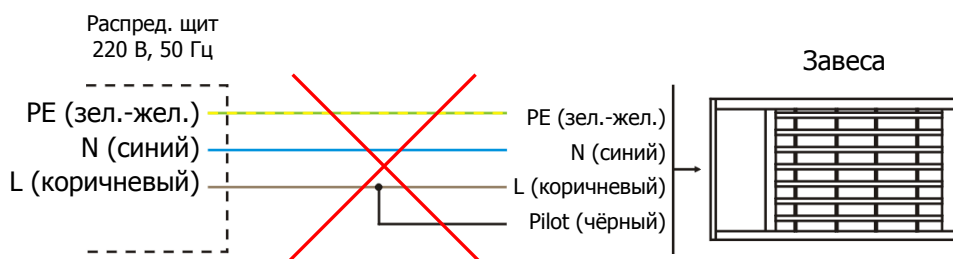 Распред. щит
220 В, 50 Гц
Завеса
PE (зел.-жел.)
N (синий)
L (коричневый)
PE (зел.-жел.)
N (синий)
L (коричневый)
Pilot (чёрный)